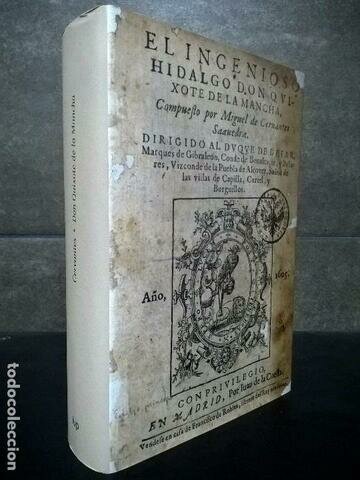 EL INGENIOSO
HIDALGO DON QVI-
XOTE DE LA MANCHA,
Compuesto por Miguel de Ceruantes
Saauedra.
DIRIGIDO AL DVQVE DE BEIAR,
Marques de Gibraleon, Conde de Benalcaçar, y Baña-
res, Vizconde de la Puebla de Alcozer, Señor de
las villas de Capilla, Curiel, y
Burguillos.
Año, 1605.
CON PRIVILEGIO,
EN MADRID, Por Iuan de la Cuesta.
Vendese en casa de Francisco de Robles, librero del Rey
Cervantes • Don Quixote de la Mancha
todocoleccion